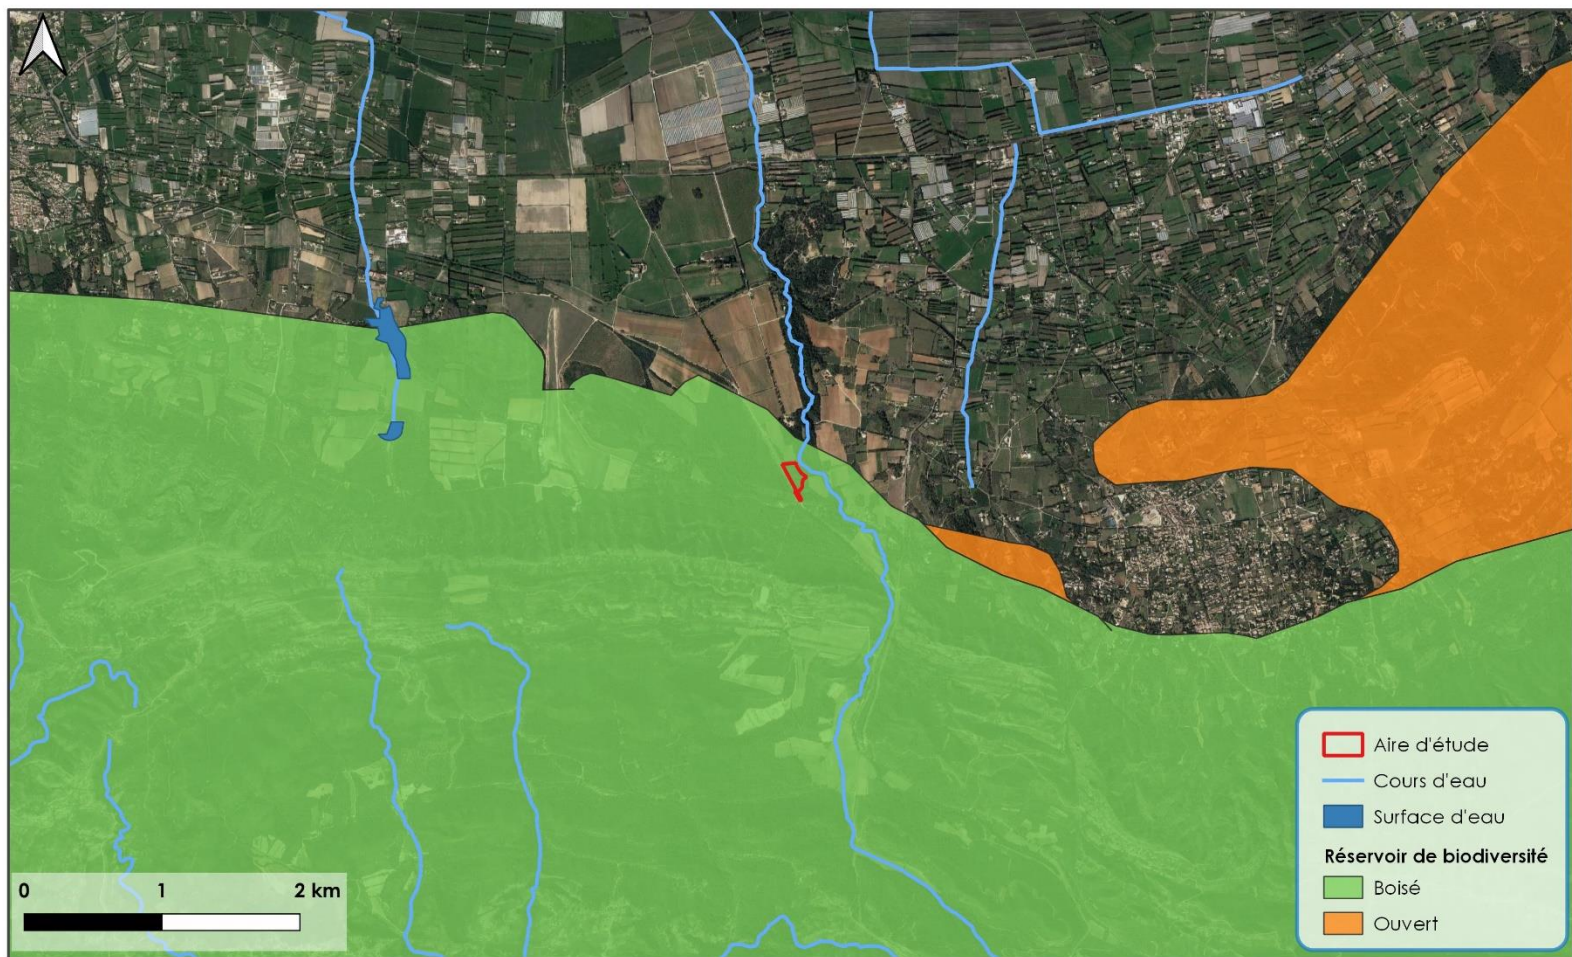 Aire d'étude
Cours d'eau
Surface d'eau
Réservoir de biodiversité
Boisé
Ouvert
0 1 2 km